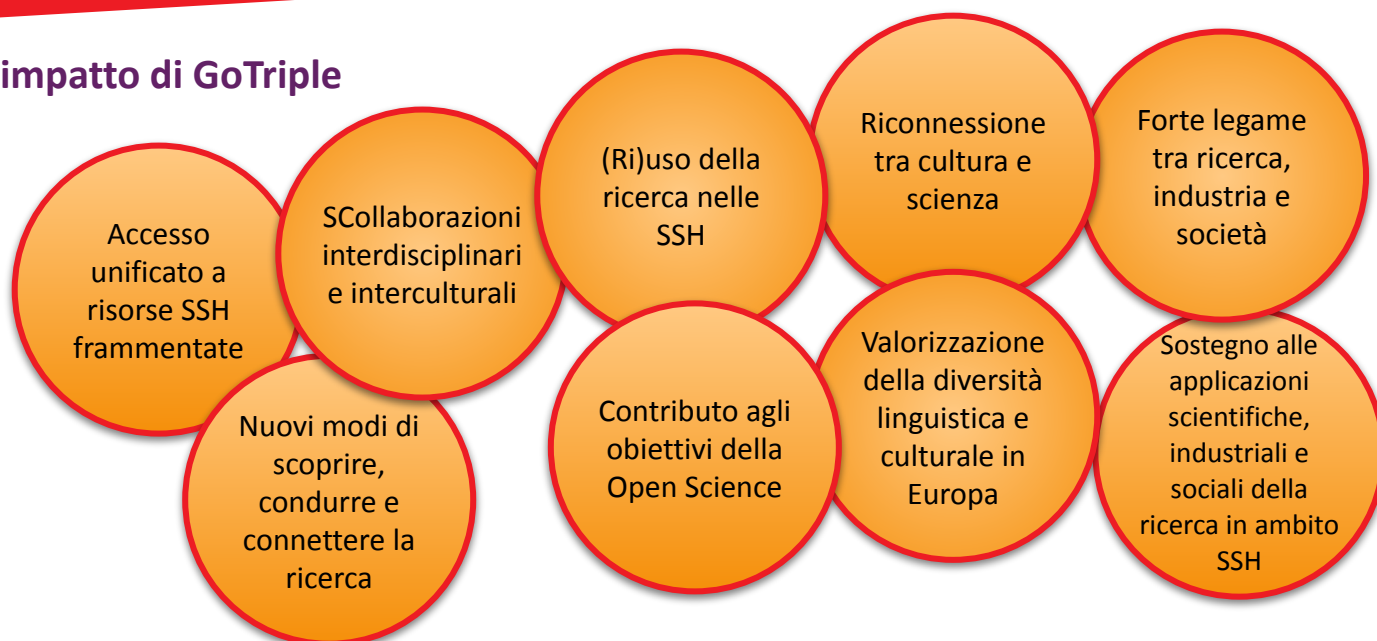 impatto di GoTriple
Accesso
unificato a
risorse SSH
frammentate
SCollaborazioni
interdisciplinari
e interculturali
(Ri)uso della
ricerca nelle
SSH
Riconnessione
tra cultura e
scienza
Forte legame
tra ricerca,
industria e
società
Nuovi modi di
scoprire,
condurre e
connettere la
ricerca
Contributo agli
obiettivi della
Open Science
Valorizzazione
della diversità
linguistica e
culturale in
Europa
Sostegno alle
applicazioni
scientifiche,
industriali e
sociali della
ricerca in ambito
SSH